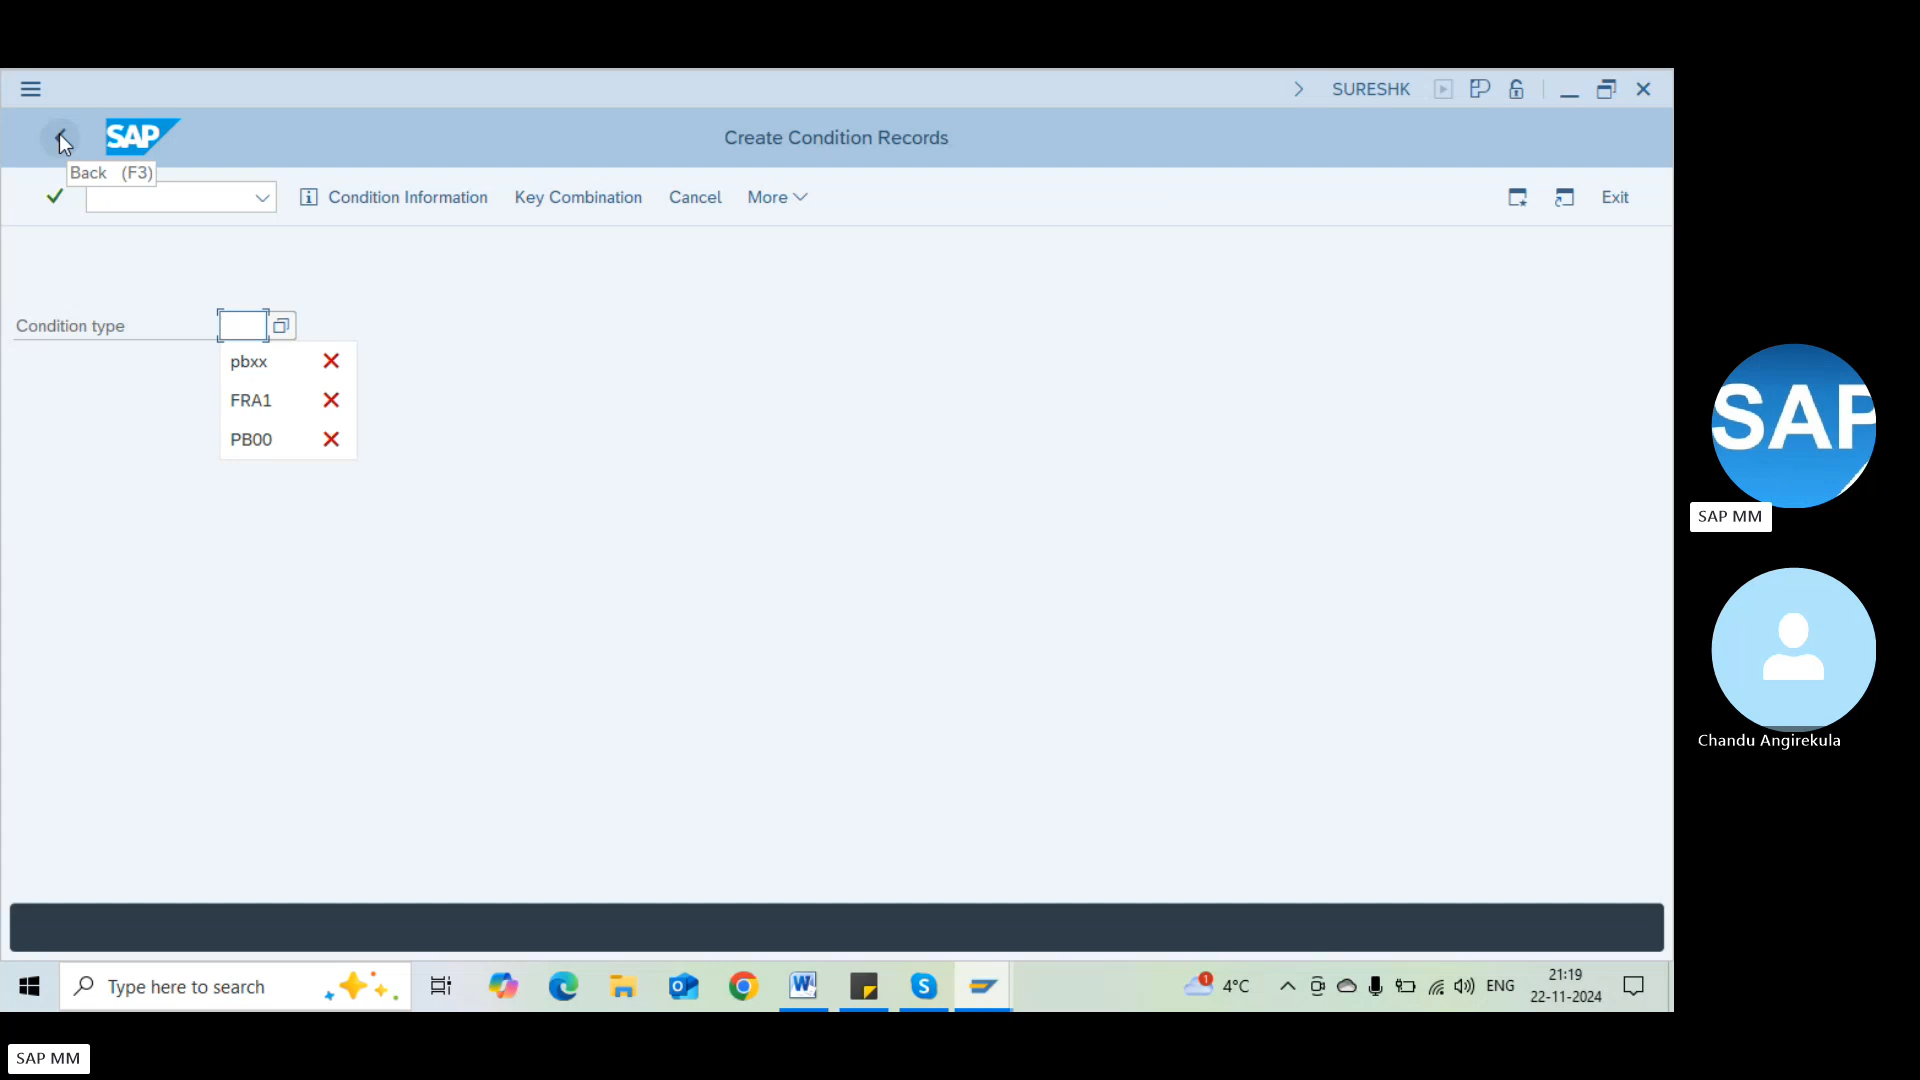 SURESHK
SAP
Create Condition Records
Back (F3)
Condition Information
Key Combination
Cancel
More
Exit
Condition type
pbxx
FRA1
PB00
SAP
SAP MM
Chandu Angirekula
Type here to search
1
4°C
ENG
21:19
22-11-2024
SAP MM